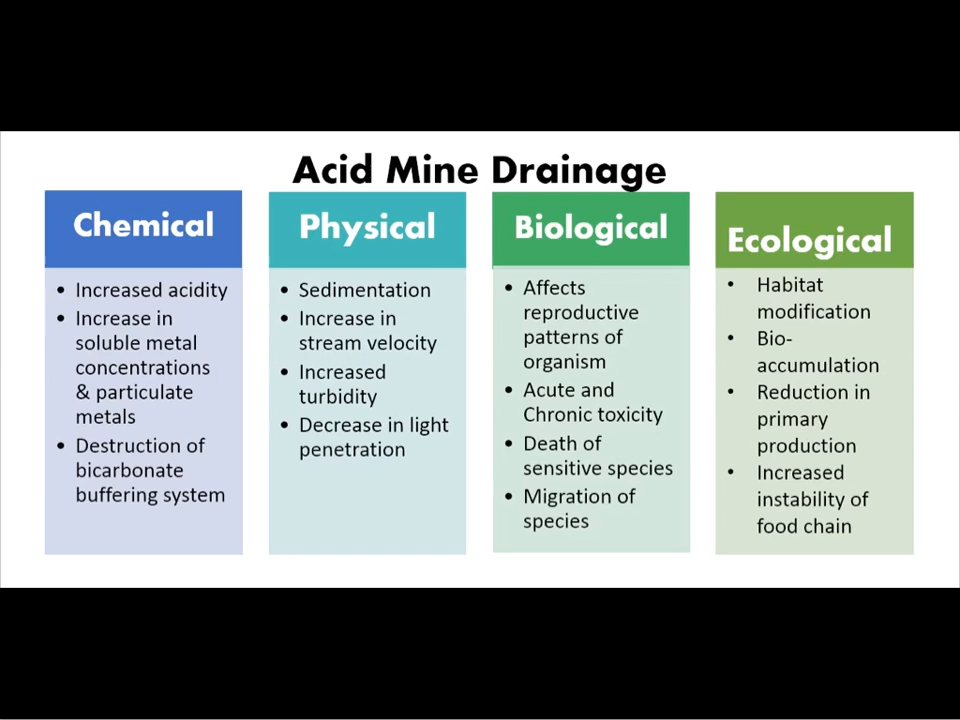 Acid Mine Drainage
Chemical
• Increased acidity
• Increase in
soluble metal
concentrations
& particulate
metals
• Destruction of
bicarbonate
buffering system
Physical
• Sedimentation
• Increase in
stream velocity
• Increased
turbidity
• Decrease in light
penetration
Biological
• Affects
reproductive
patterns of
organism
• Acute and
Chronic toxicity
• Death of
sensitive species
• Migration of
species
Ecological
• Habitat
modification
• Bio-
accumulation
• Reduction in
primary
production
• Increased
instability of
food chain